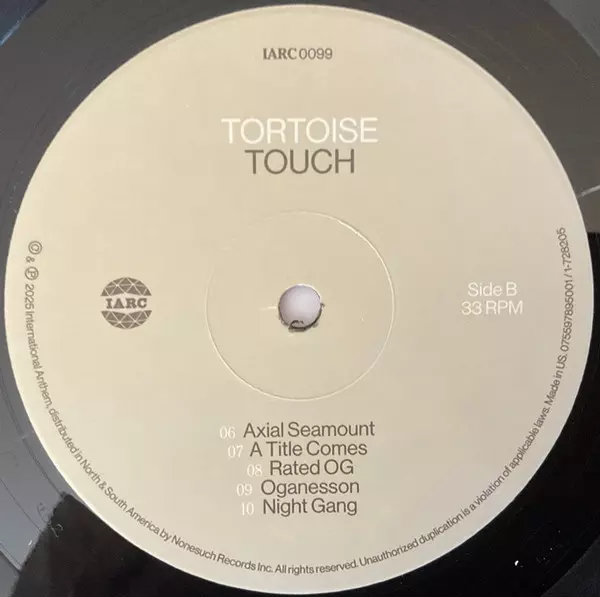 IARC0099
TORTOISE
TOUCH
IARC
Side B
33 RPM
06 Axial Seamount
07 A Title Comes
08 Rated OG
09 Oganesson
10 Night Gang
© & ℗ 2025 International Anthem, distributed in North & South America by Nonesuch Records Inc. All rights reserved. Unauthorized duplication is a violation of applicable laws. Made in US. 075597895001/1-728205